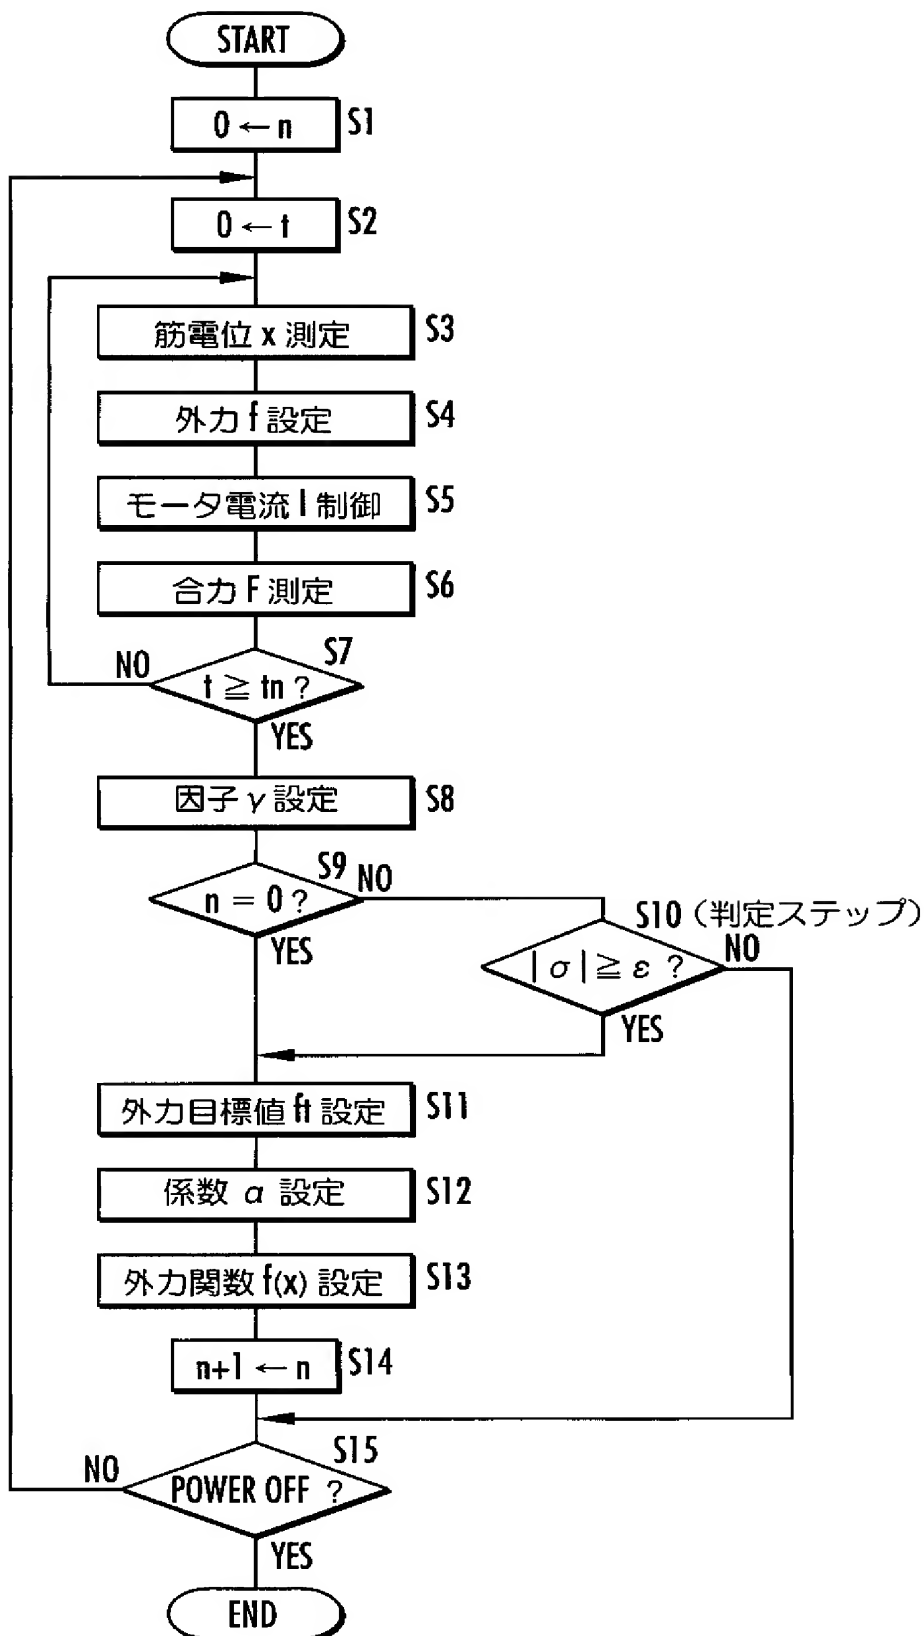 START
0 ← n S1
0 ← t S2
筋電位 x 測定 S3
外力 f 設定 S4
モータ電流 I 制御 S5
合力 F 測定 S6
S7
NO
t ≧ tn ?
YES
因子 γ 設定 S8
S9
NO
n = 0 ?
YES
S10 (判定ステップ)
NO
| σ | ≧ ε ?
YES
外力目標値 ft 設定 S11
係数 α 設定 S12
外力関数 f(x) 設定 S13
n+1 ← n S14
S15
NO
POWER OFF ?
YES
END